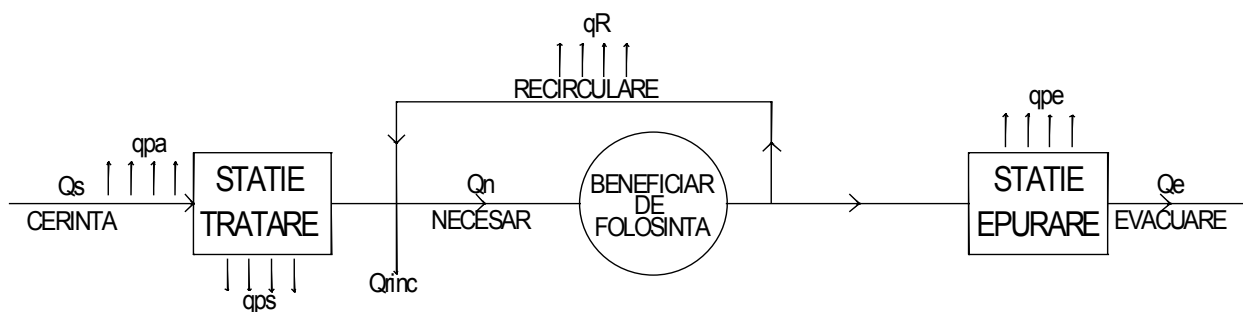 qR
RECIRCULARE
qpa
Qs
CERINTA
STATIE
TRATARE
qps
Qrinc
Qn
NECESAR
BENEFICIAR
DE
FOLOSINTA
qpe
STATIE
EPURARE
Qe
EVACUARE